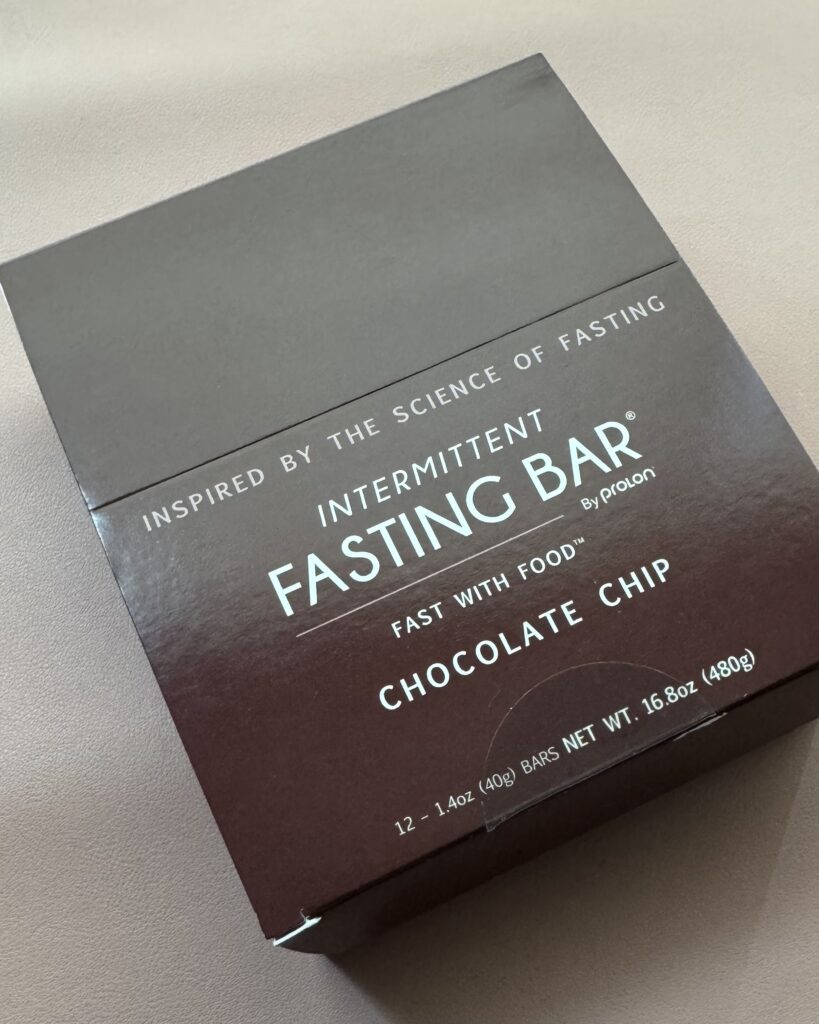 INSPIRED BY THE SCIENCE OF FASTING
INTERMITTENT
FASTING BAR®
By PROLON
FAST WITH FOOD™
CHOCOLATE CHIP
12 – 1.4oz (40g) BARS NET WT. 16.8oz (480g)